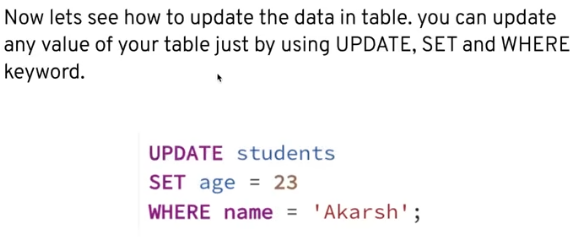 Now lets see how to update the data in table. you can update
any value of your table just by using UPDATE, SET and WHERE
keyword.
UPDATE students
SET age = 23
WHERE name = 'Akarsh';